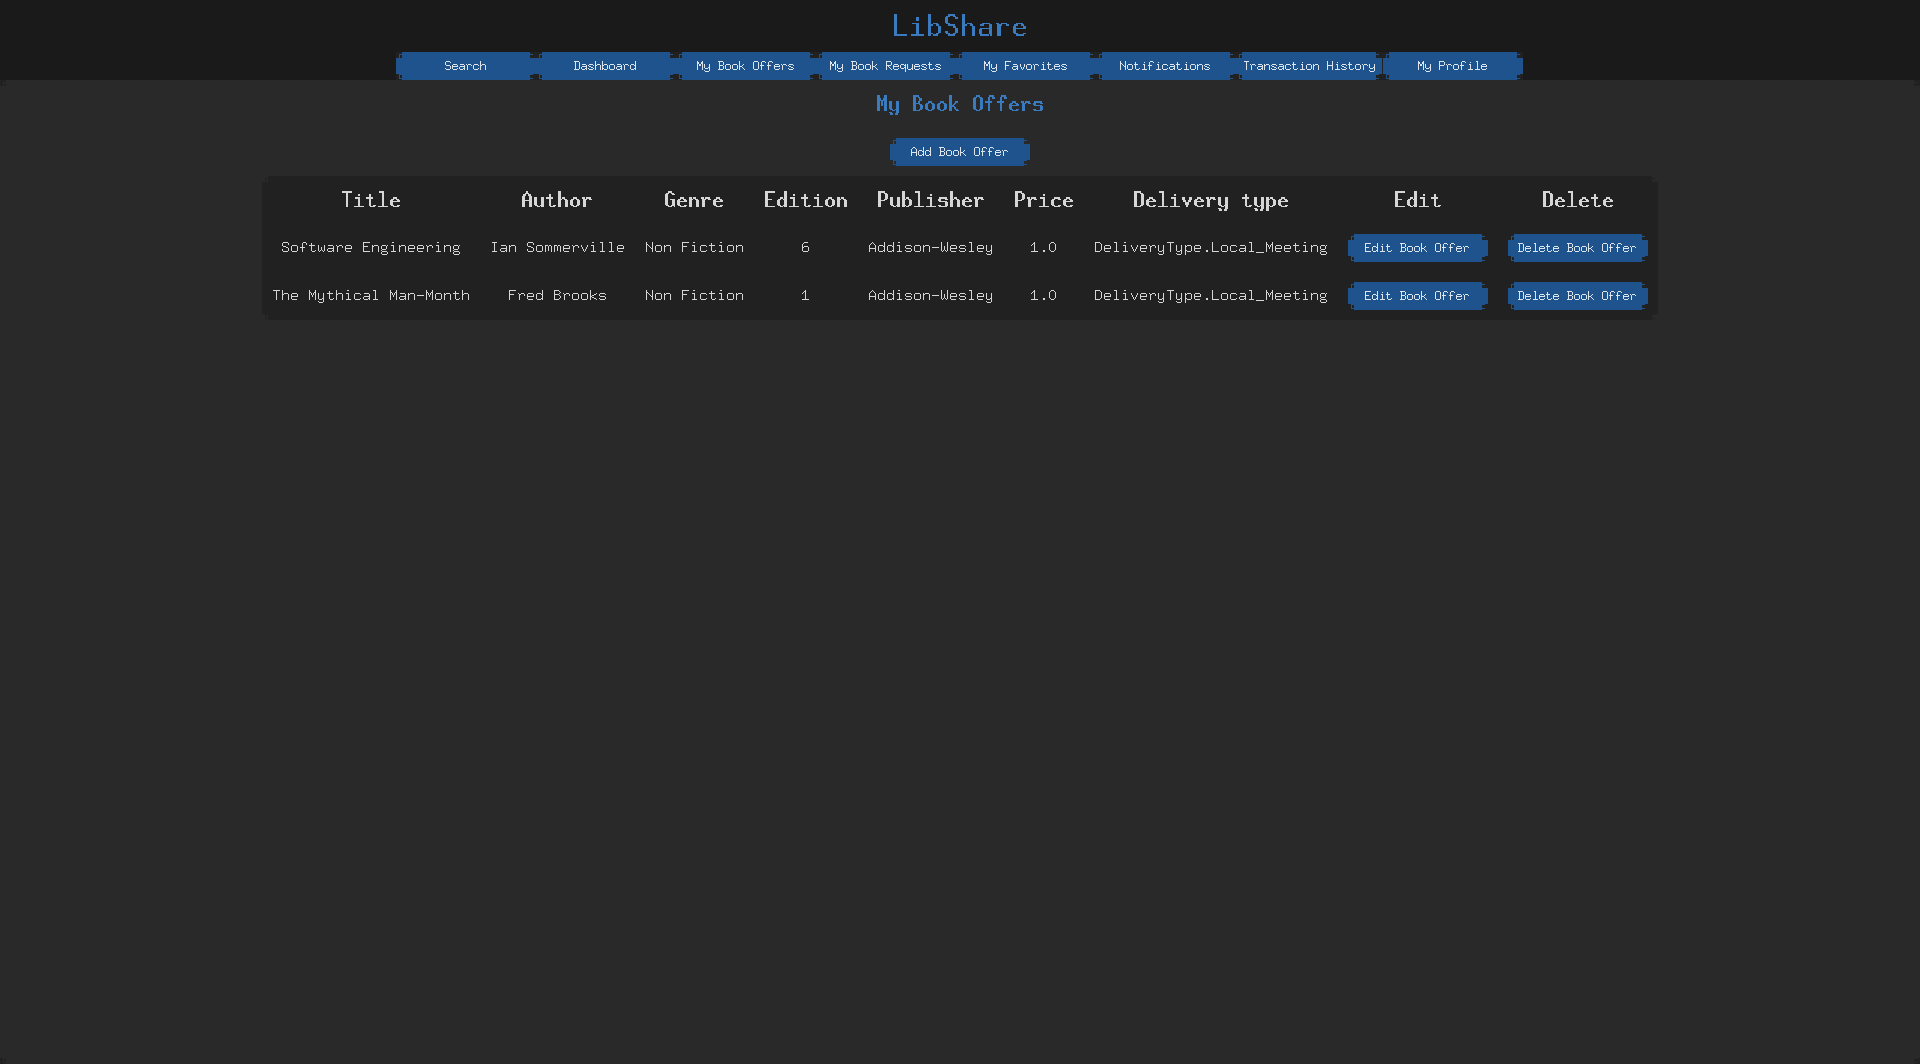 LibShare
Search Dashboard My Book Offers My Book Requests My Favorites Notifications Transaction History My Profile
My Book Offers
Add Book Offer
Title Author Genre Edition Publisher Price Delivery type Edit Delete
Software Engineering Ian Sommerville Non Fiction 6 Addison-Wesley 1.0 DeliveryType.Local_Meeting Edit Book Offer Delete Book Offer
The Mythical Man-Month Fred Brooks Non Fiction 1 Addison-Wesley 1.0 DeliveryType.Local_Meeting Edit Book Offer Delete Book Offer